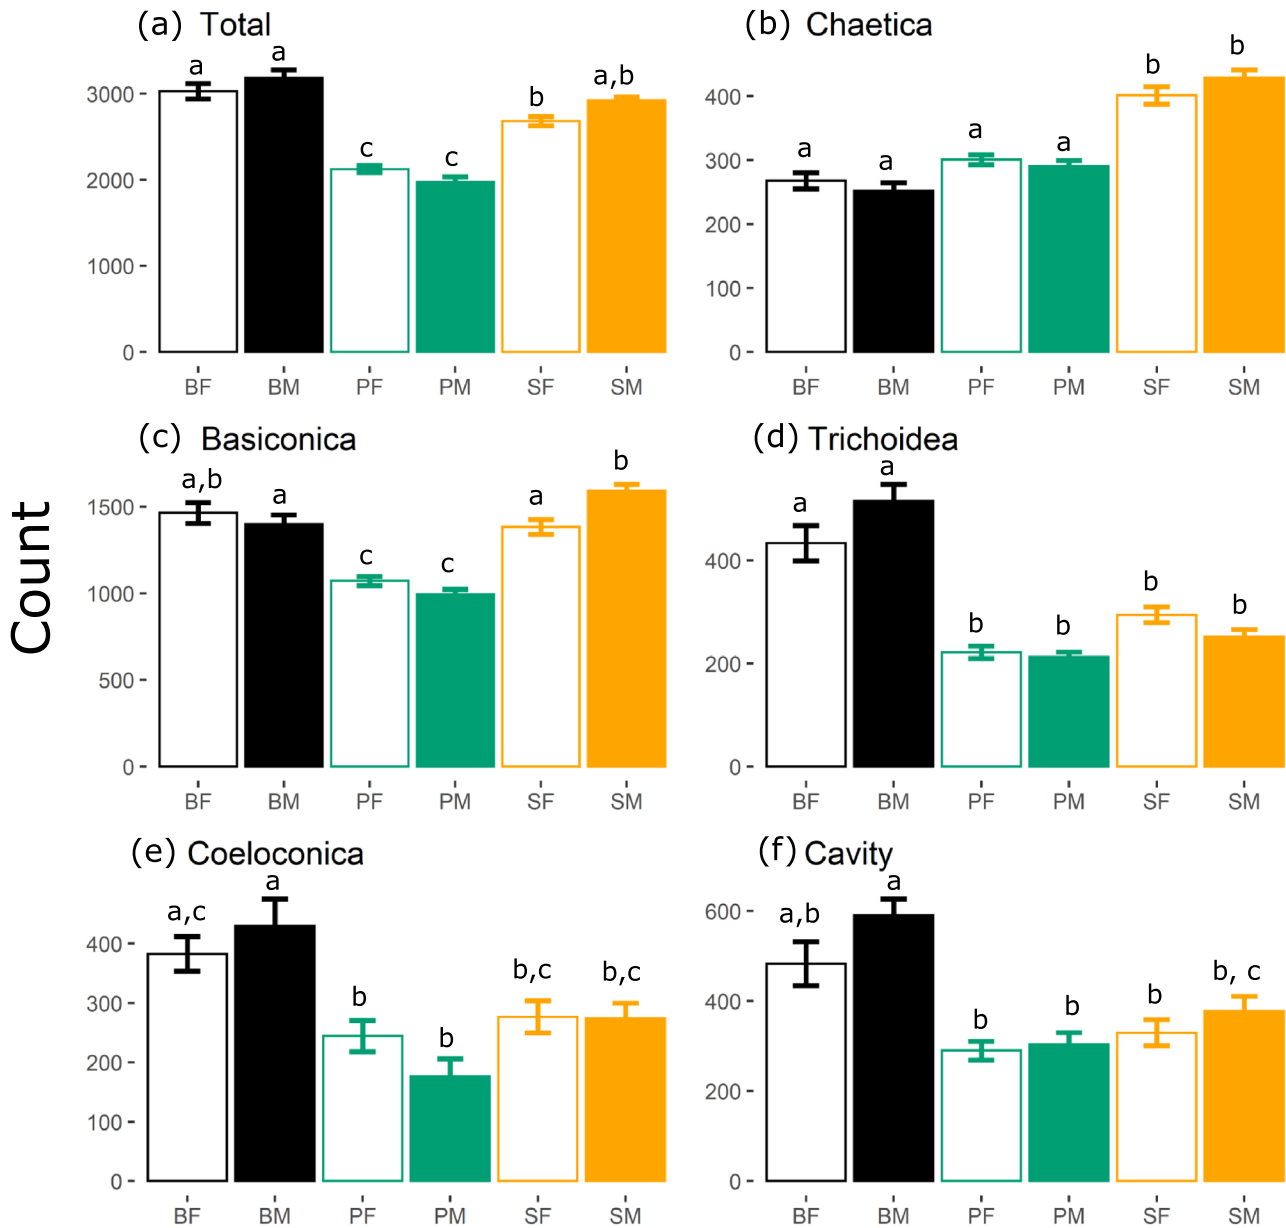 (a) Total
a a c c b a,b
3000
2000
1000
0
BF BM PF PM SF SM
(b) Chaetica
a a a a b b
400
300
200
100
0
BF BM PF PM SF SM
Count
(c) Basiconica
a,b a c c a b
1500
1000
500
0
BF BM PF PM SF SM
(d) Trichoidea
a a b b b b
400
200
0
BF BM PF PM SF SM
(e) Coeloconica
a,c a b b b,c b,c
400
300
200
100
0
BF BM PF PM SF SM
(f) Cavity
a,b a b b b b, c
600
400
200
0
BF BM PF PM SF SM